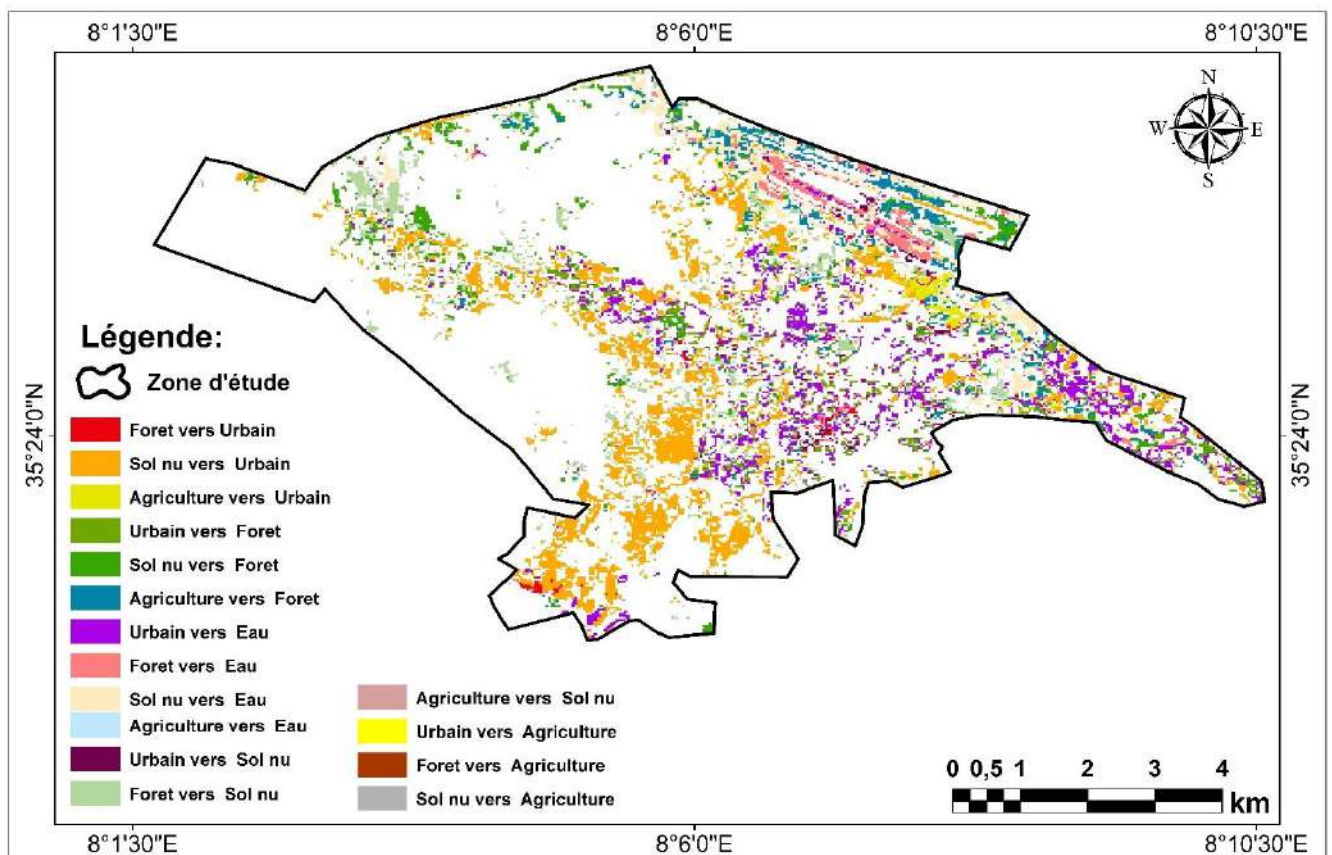 8°1'30"E 8°6'0"E 8°10'30"E
N
W E
S
35°24'0"N 35°24'0"N
Légende:
Zone d'étude
Foret vers Urbain
Sol nu vers Urbain
Agriculture vers Urbain
Urbain vers Foret
Sol nu vers Foret
Agriculture vers Foret
Urbain vers Eau
Foret vers Eau
Sol nu vers Eau
Agriculture vers Eau
Urbain vers Sol nu
Foret vers Sol nu
Agriculture vers Sol nu
Urbain vers Agriculture
Foret vers Agriculture
Sol nu vers Agriculture
0 0,5 1 2 3 4
km
8°1'30"E 8°6'0"E 8°10'30"E